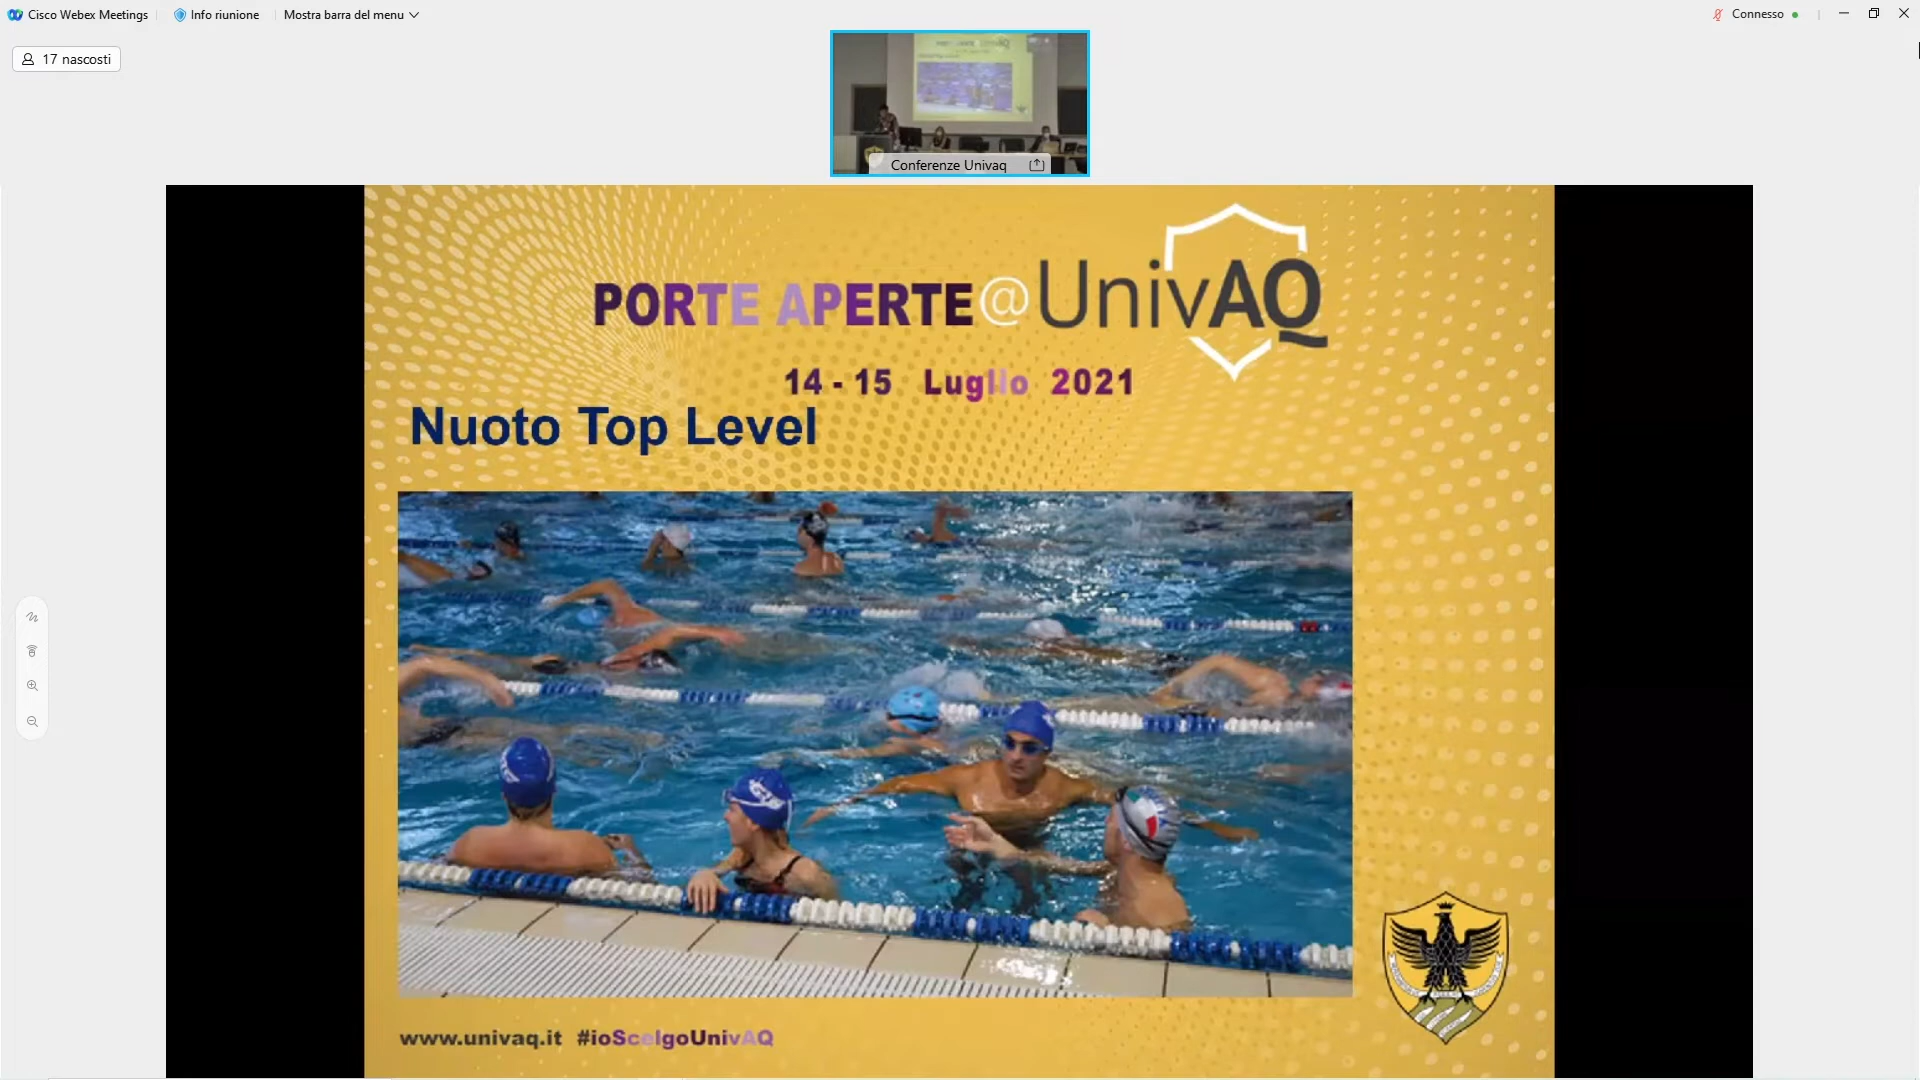 Cisco Webex Meetings
Info riunione
Mostra barra del menu
Connesso
17 nascosti
Conferenze Univaq
PORTE APERTE@UnivAQ
14 - 15 Luglio 2021
Nuoto Top Level
www.univaq.it #ioScelgoUnivAQ